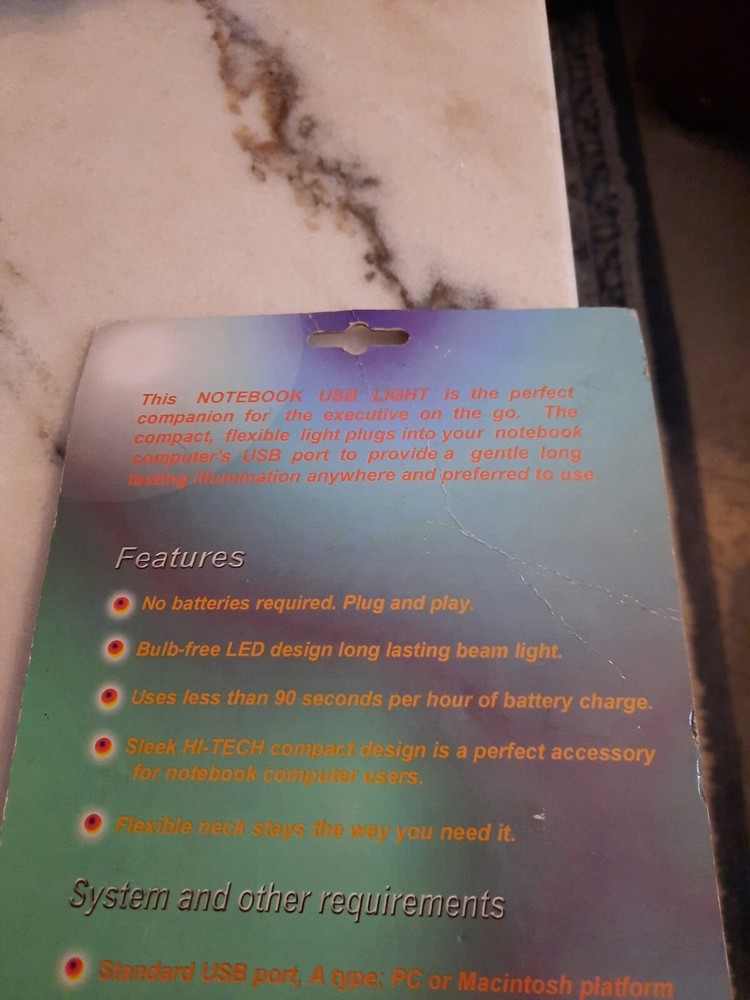 This NOTEBOOK USB LIGHT is the perfect
companion for the executive on the go. The
compact, flexible light plugs into your notebook
computer's USB port to provide a gentle long
lasting illumination anywhere and preferred to use.
Features
No batteries required. Plug and play.
Bulb-free LED design long lasting beam light.
Uses less than 90 seconds per hour of battery charge.
Sleek HI-TECH compact design is a perfect accessory
for notebook computer users.
Flexible neck stays the way you need it.
System and other requirements
Standard USB port, A type; PC or Macintosh platform